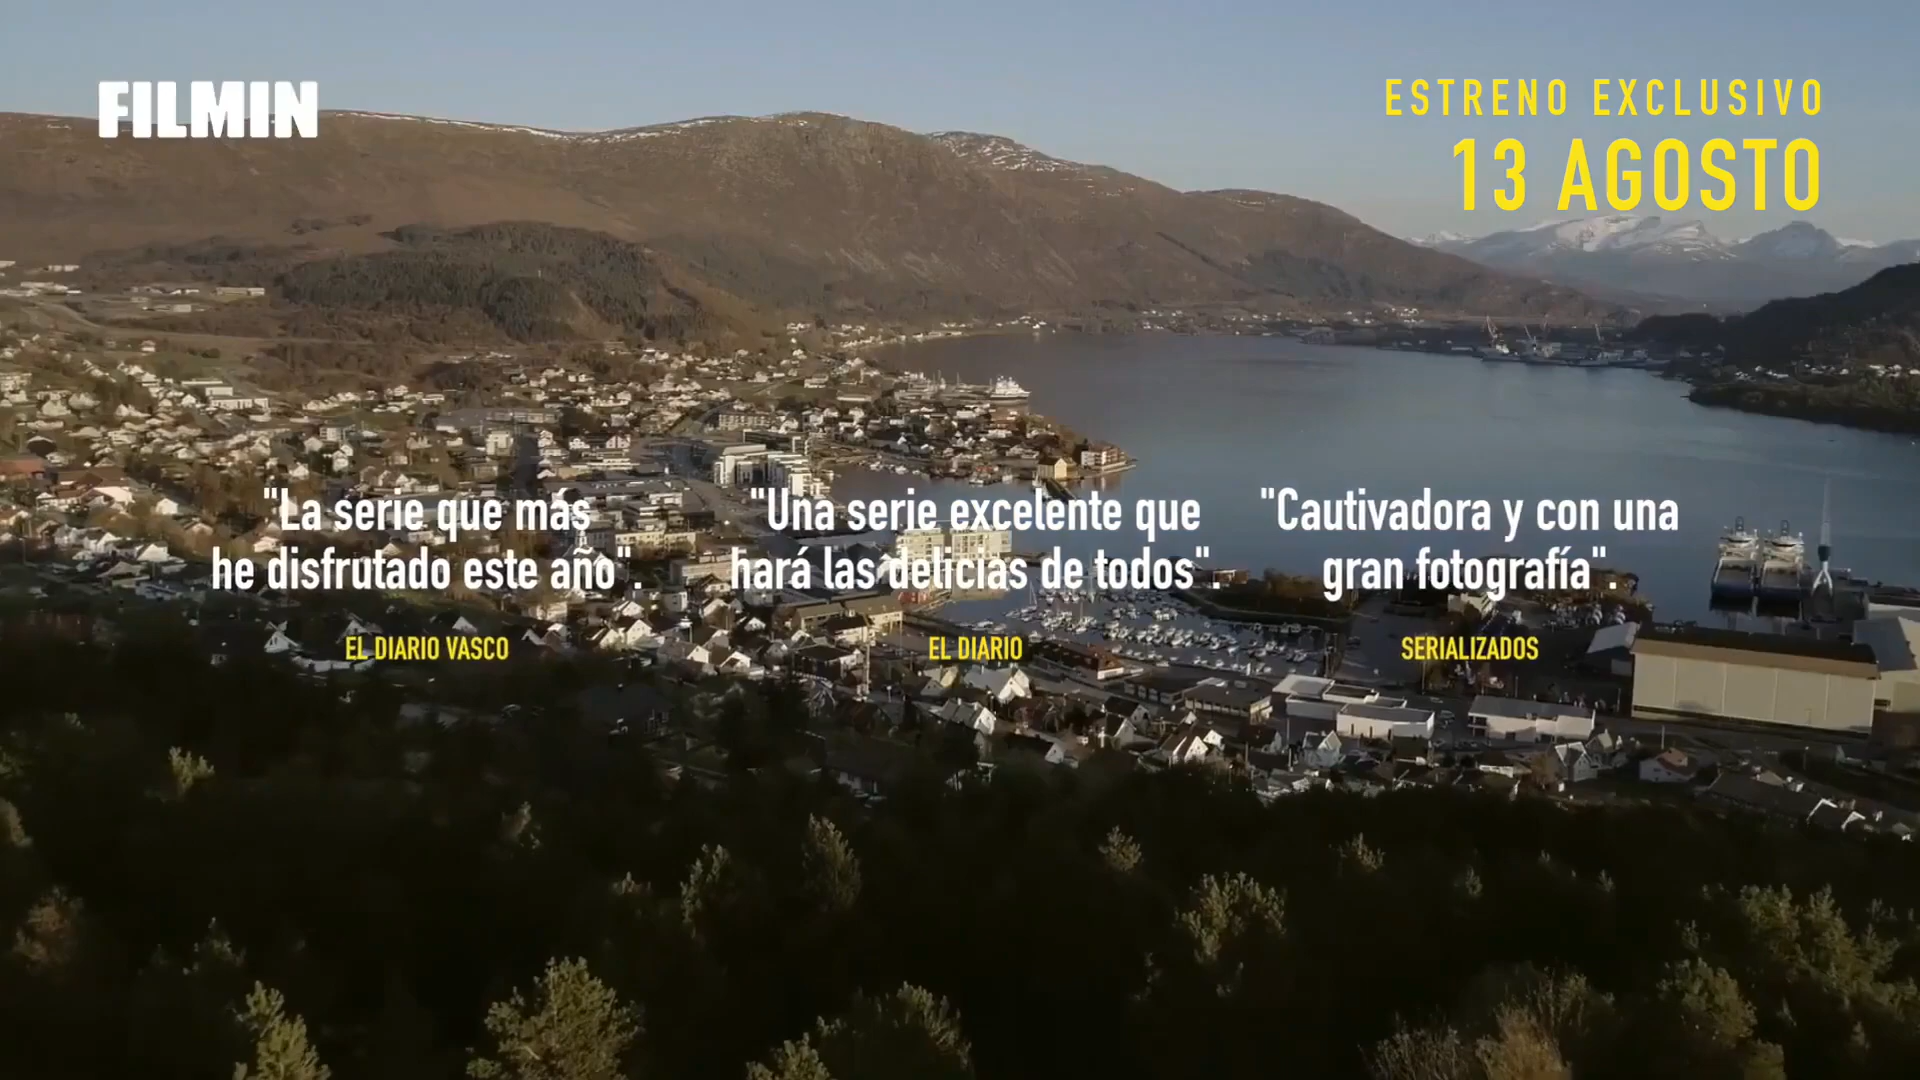 FILMIN
ESTRENO EXCLUSIVO
13 AGOSTO
"La serie que más
he disfrutado este año".
EL DIARIO VASCO
"Una serie excelente que
hará las delicias de todos".
EL DIARIO
"Cautivadora y con una
gran fotografía".
SERIALIZADOS